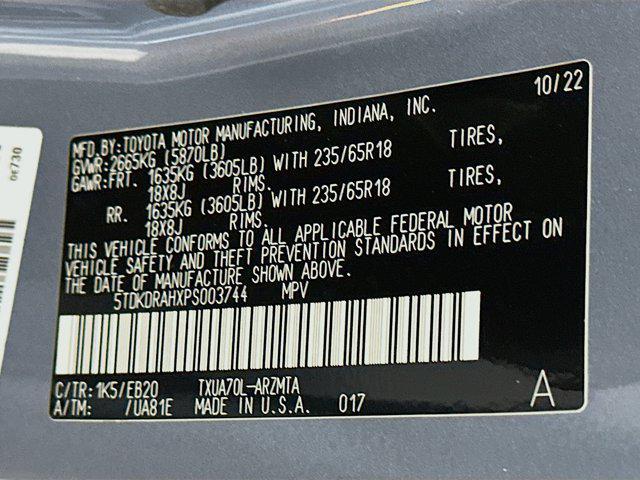 10/22
MFD.BY:TOYOTA MOTOR MANUFACTURING, INDIANA, INC.
GVWR:2665KG (5870LB)
GAWR:FRT. 1635KG (3605LB) WITH 235/65R18 TIRES,
18X8J RIMS.
RR. 1635KG (3605LB) WITH 235/65R18 TIRES,
18X8J RIMS.
THIS VEHICLE CONFORMS TO ALL APPLICABLE FEDERAL MOTOR
VEHICLE SAFETY AND THEFT PREVENTION STANDARDS IN EFFECT ON
THE DATE OF MANUFACTURE SHOWN ABOVE.
5TDKDRAHXPS003744 MPV
C/TR:1K5/EB20 TXUA70L-ARZMTA
A/TM: /UA81E MADE IN U.S.A. 017 A
0E730